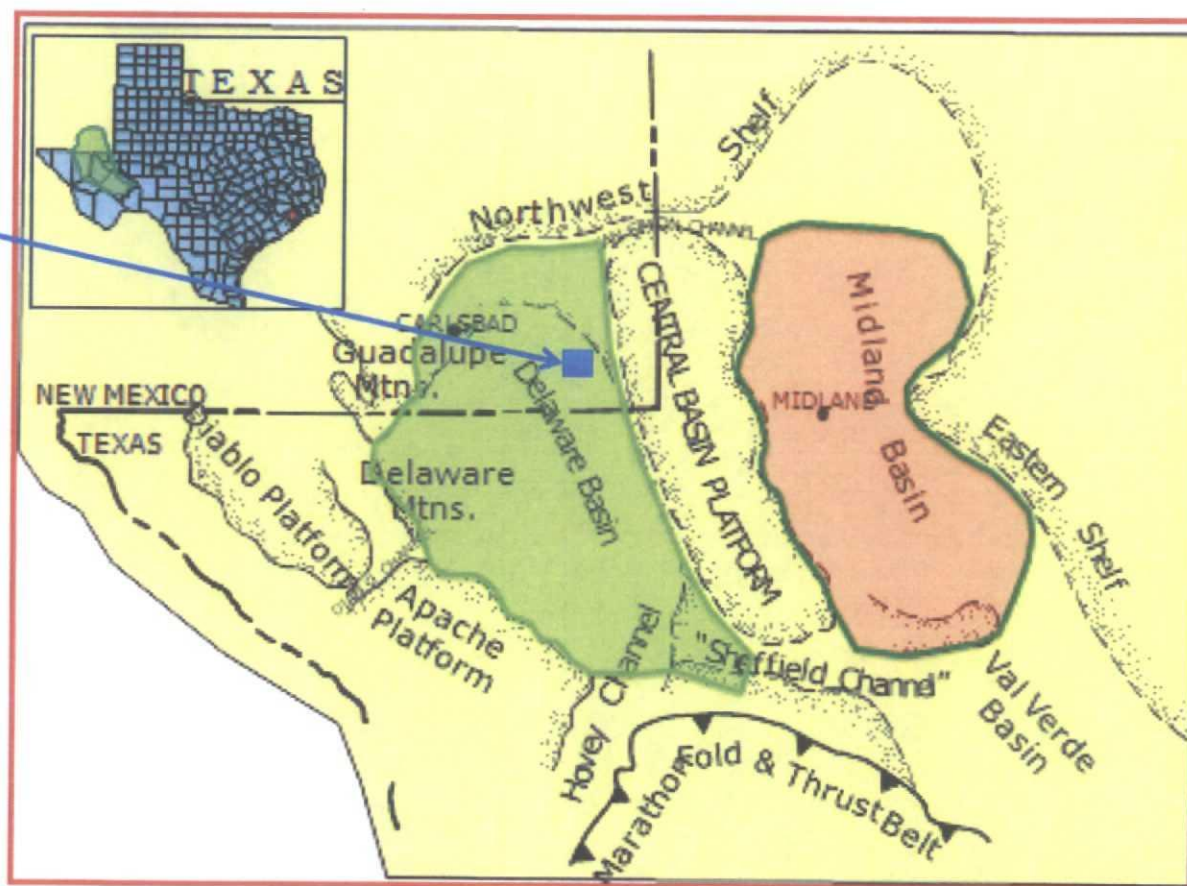 TEXAS
Shelf
Northwest
CHANNEL
CARLSBAD
Guadalupe
Mtns.
NEW MEXICO
TEXAS
Delaware Basin
CENTRAL BASIN PLATFORM
Midland
Basin
MIDLAND
Diablo Platform
Delaware
Mtns.
Eastern
Shelf
Apache
Platform
Hovey Channel
"Sheffield Channel"
Val Verde
Basin
Marathon
Fold & Thrust Belt